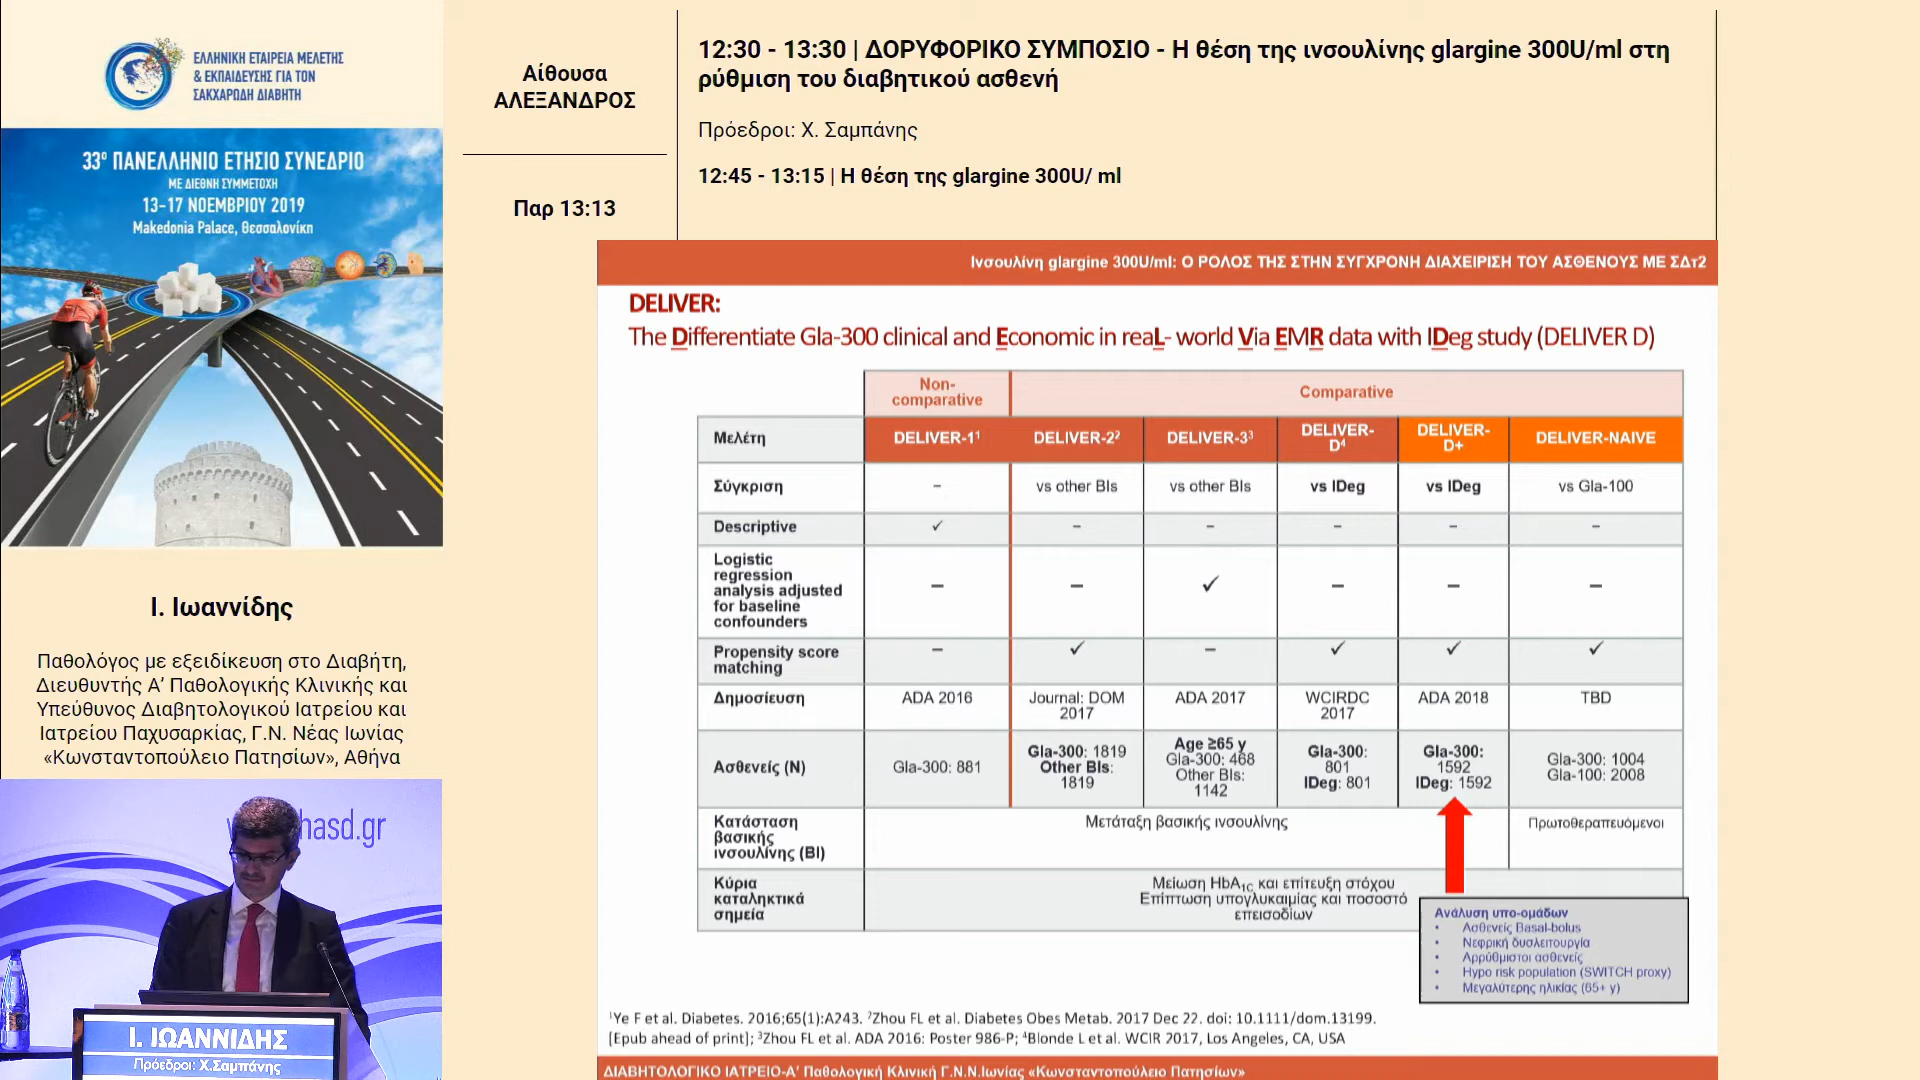 ΕΛΛΗΝΙΚΗ ΕΤΑΙΡΕΙΑ ΜΕΛΕΤΗΣ
& ΕΚΠΑΙΔΕΥΣΗΣ ΓΙΑ ΤΟΝ
ΣΑΚΧΑΡΩΔΗ ΔΙΑΒΗΤΗ
33ο ΠΑΝΕΛΛΗΝΙΟ ΕΤΗΣΙΟ ΣΥΝΕΔΡΙΟ
ΜΕ ΔΙΕΘΝΗ ΣΥΜΜΕΤΟΧΗ
13-17 ΝΟΕΜΒΡΙΟΥ 2019
Makedonia Palace, Θεσσαλονίκη
Αίθουσα
ΑΛΕΞΑΝΔΡΟΣ
Παρ 13:13
12:30 - 13:30 | ΔΟΡΥΦΟΡΙΚΟ ΣΥΜΠΟΣΙΟ - Η θέση της ινσουλίνης glargine 300U/ml στη
ρύθμιση του διαβητικού ασθενή
Πρόεδροι: Χ. Σαμπάνης
12:45 - 13:15 | Η θέση της glargine 300U/ ml
Ι. Ιωαννίδης
Παθολόγος με εξειδίκευση στο Διαβήτη,
Διευθυντής Α’ Παθολογικής Κλινικής και
Υπεύθυνος Διαβητολογικού Ιατρείου και
Ιατρείου Παχυσαρκίας, Γ.Ν. Νέας Ιωνίας
«Κωνσταντοπούλειο Πατησίων», Αθήνα
hasd.gr
Ι. ΙΩΑΝΝΙΔΗΣ
Πρόεδροι: Χ.Σαμπάνης
Ινσουλίνη glargine 300U/ml: Ο ΡΟΛΟΣ ΤΗΣ ΣΤΗΝ ΣΥΓΧΡΟΝΗ ΔΙΑΧΕΙΡΙΣΗ ΤΟΥ ΑΣΘΕΝΟΥΣ ΜΕ ΣΔτ2
DELIVER:
The Differentiate Gla-300 clinical and Economic in reaL- world Via EMR data with IDeg study (DELIVER D)
Non-
comparative
Comparative
Μελέτη
DELIVER-1¹
DELIVER-2²
DELIVER-3³
DELIVER-
D⁴
DELIVER-
D+
DELIVER-NAIVE
Σύγκριση
–
vs other BIs
vs other BIs
vs IDeg
vs IDeg
vs Gla-100
Descriptive
✓
–
–
–
–
–
Logistic
regression
analysis adjusted
for baseline
confounders
–
–
✓
–
–
–
Propensity score
matching
–
✓
–
✓
✓
✓
Δημοσίευση
ADA 2016
Journal: DOM
2017
ADA 2017
WCIRDC
2017
ADA 2018
TBD
Ασθενείς (N)
Gla-300: 881
Gla-300: 1819
Other BIs:
1819
Age ≥65 y
Gla-300: 468
Other BIs:
1142
Gla-300:
801
IDeg: 801
Gla-300:
1592
IDeg: 1592
Gla-300: 1004
Gla-100: 2008
Κατάσταση
βασικής
ινσουλίνης (BI)
Μετάταξη βασικής ινσουλίνης
Πρωτοθεραπευόμενοι
Κύρια
καταληκτικά
σημεία
Μείωση HbA1C και επίτευξη στόχου
Επίπτωση υπογλυκαιμίας και ποσοστό
επεισοδίων
Ανάλυση υπο-ομάδων
• Ασθενείς Basal-bolus
• Νεφρική δυσλειτουργία
• Αρρύθμιστοι ασθενείς
• Hypo risk population (SWITCH proxy)
• Μεγαλύτερης ηλικίας (65+ y)
¹Ye F et al. Diabetes. 2016;65(1):A243. ²Zhou FL et al. Diabetes Obes Metab. 2017 Dec 22. doi: 10.1111/dom.13199.
[Epub ahead of print]; ³Zhou FL et al. ADA 2016: Poster 986-P; ⁴Blonde L et al. WCIR 2017, Los Angeles, CA, USA
ΔΙΑΒΗΤΟΛΟΓΙΚΟ ΙΑΤΡΕΙΟ-Α’ Παθολογική Κλινική Γ.Ν.Ν.Ιωνίας «Κωνσταντοπούλειο Πατησίων»